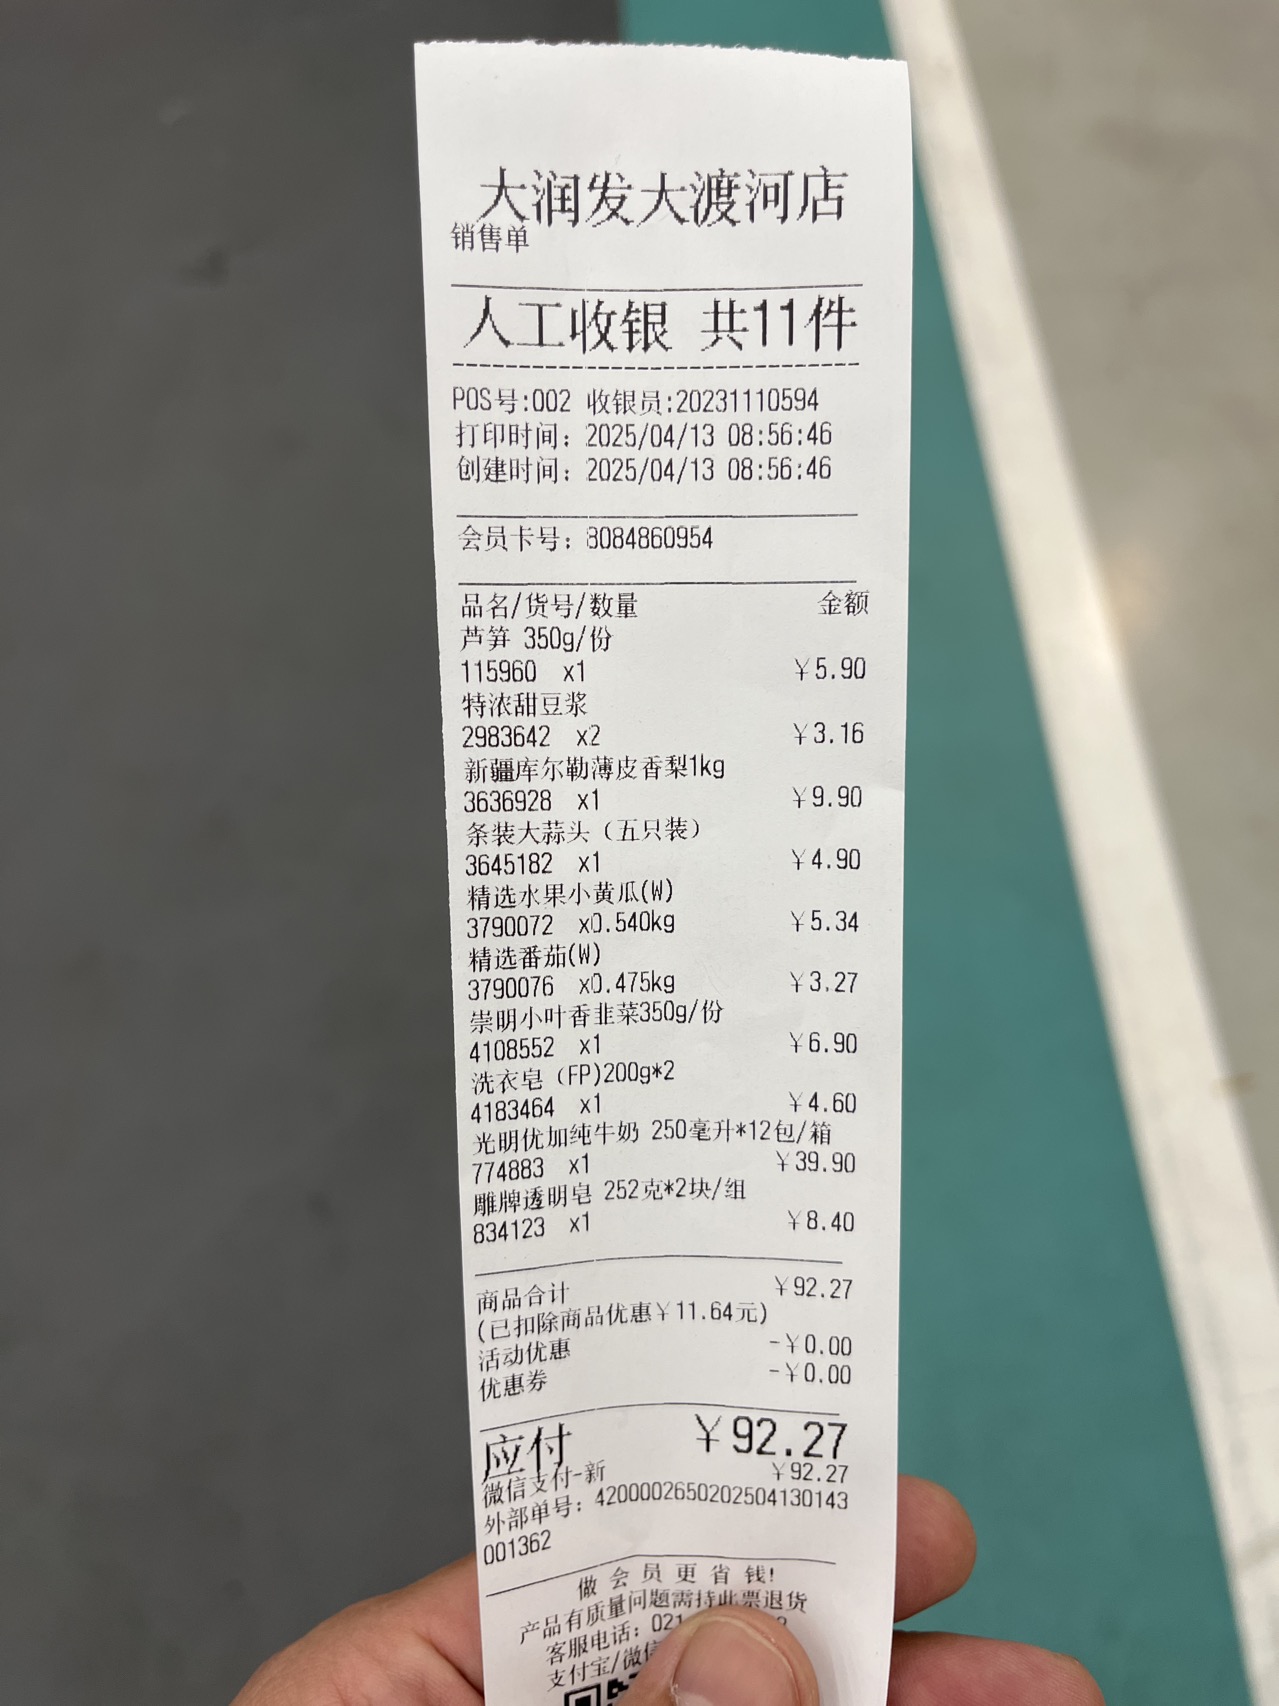 大润发大渡河店
销售单
人工收银 共11件
POS号:002 收银员:20231110594
打印时间: 2025/04/13 08:56:46
创建时间: 2025/04/13 08:56:46
会员卡号: 8084860954
品名/货号/数量 金额
芦笋 350g/份
115960 x1 ￥5.90
特浓甜豆浆
2983642 x2 ￥3.16
新疆库尔勒薄皮香梨1kg
3636928 x1 ￥9.90
条装大蒜头（五只装）
3645182 x1 ￥4.90
精选水果小黄瓜(W)
3790072 x0.540kg ￥5.34
精选番茄(W)
3790076 x0.475kg ￥3.27
崇明小叶香韭菜350g/份
4108552 x1 ￥6.90
洗衣皂（FP)200g*2
4183464 x1 ￥4.60
光明优加纯牛奶 250毫升*12包/箱
774883 x1 ￥39.90
雕牌透明皂 252克*2块/组
834123 x1 ￥8.40
商品合计 ￥92.27
(已扣除商品优惠￥11.64元)
活动优惠 -￥0.00
优惠券 -￥0.00
应付 ￥92.27
微信支付-新 ￥92.27
外部单号: 4200002650202504130143
001362
做会员更省钱!
产品有质量问题需持此票退货
客服电话: 021
支付宝/微信